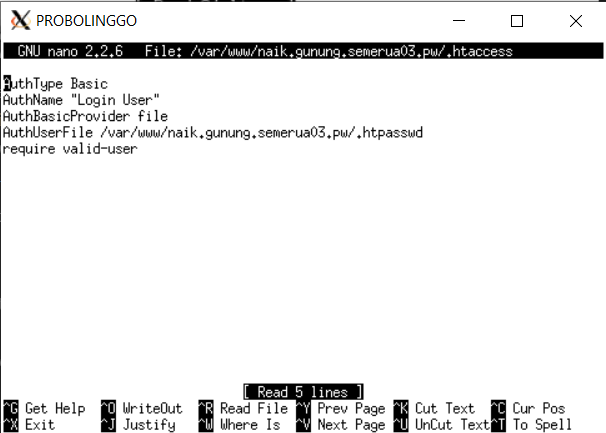 PROBOLINGGO
GNU nano 2.2.6 File: /var/www/naik.gunung.semerua03.pw/.htaccess
AuthType Basic
AuthName "Login User"
AuthBasicProvider file
AuthUserFile /var/www/naik.gunung.semerua03.pw/.htpasswd
require valid-user
[ Read 5 lines ]
^G Get Help ^O WriteOut ^R Read File ^Y Prev Page ^K Cut Text ^C Cur Pos
^X Exit ^J Justify ^W Where Is ^V Next Page ^U UnCut Text ^T To Spell